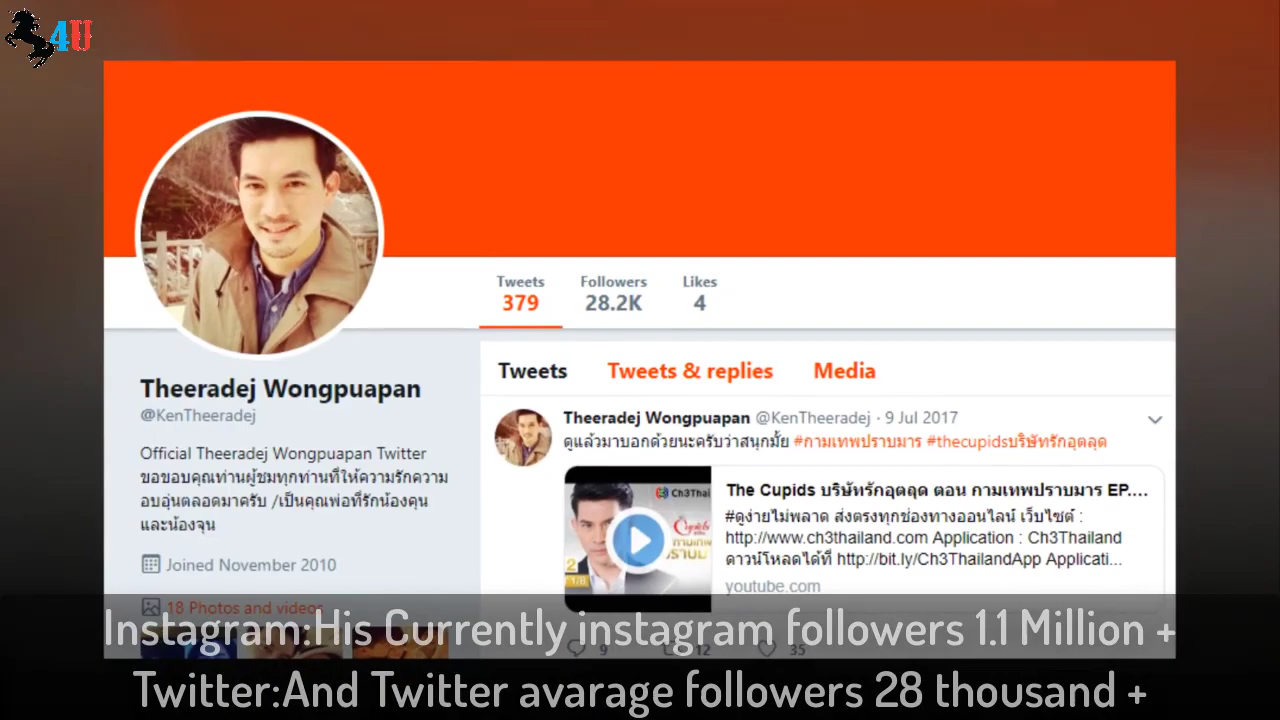 4U
Tweets Followers Likes
379 28.2K 4
Theeradej Wongpuapan
@KenTheeradej
Official Theeradej Wongpuapan Twitter
ขอขอบคุณท่านผู้ชมทุกท่านที่ให้ความรักความ
อบอุ่นตลอดมาครับ /เป็นคุณพ่อที่รักน้องคุน
และน้องจุน
Joined November 2010
18 Photos and videos
Tweets Tweets & replies Media
Theeradej Wongpuapan @KenTheeradej · 9 Jul 2017
ดูแล้วมาบอกด้วยนะครับว่าสนุกมั้ย #กามเทพปราบมาร #thecupidsบริษัทรักอุตลุด
Ch3Thai
The Cupids บริษัทรักอุตลุด ตอน กามเทพปราบมาร EP....
#ดูง่ายไม่พลาด ส่งตรงทุกช่องทางออนไลน์ เว็บไซต์ :
http://www.ch3thailand.com Application : Ch3Thailand
ดาวน์โหลดได้ที่ http://bit.ly/Ch3ThailandApp Applicati...
youtube.com
9 12 35
Instagram:His Currently instagram followers 1.1 Million +
Twitter:And Twitter avarage followers 28 thousand +